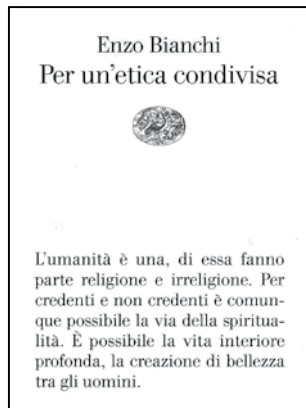 Enzo Bianchi
Per un'etica condivisa
L'umanità è una, di essa fanno
parte religione e irreligione. Per
credenti e non credenti è comun-
que possibile la via della spiritua-
lità. È possibile la vita interiore
profonda, la creazione di bellezza
tra gli uomini.